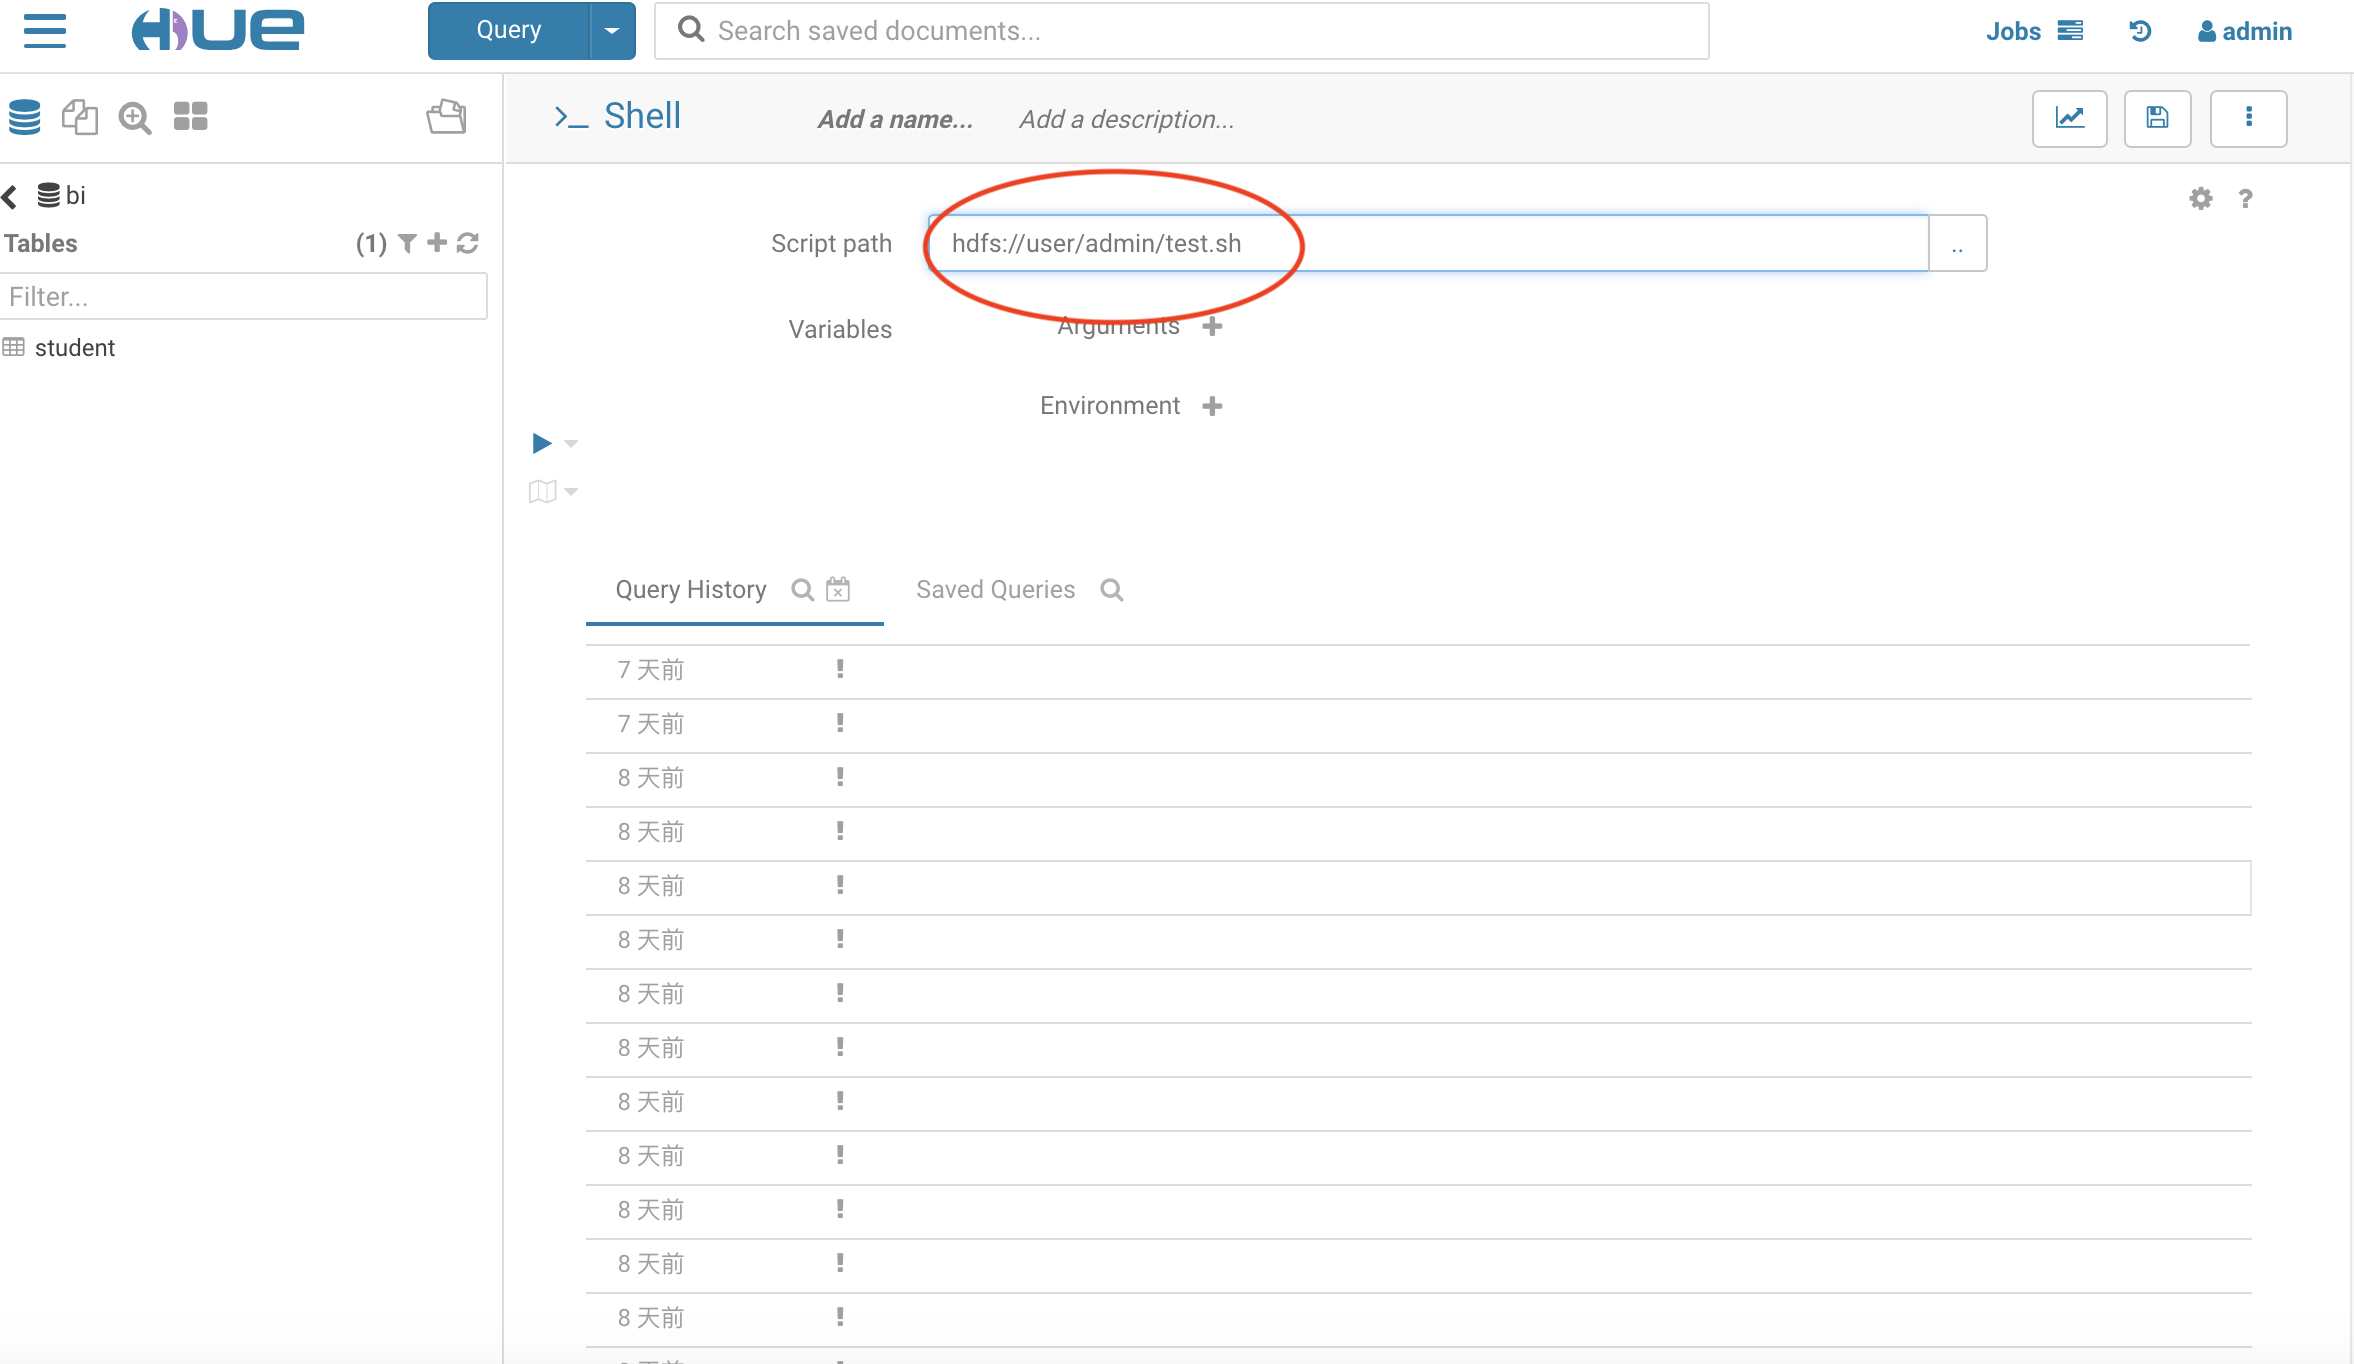 HUE
Query
Search saved documents...
Jobs
admin
>_ Shell
Add a name...
Add a description...
bi
Tables
(1)
Filter...
student
Script path
hdfs://user/admin/test.sh
..
?
Variables
Arguments
Environment
Query History
Saved Queries
7 天前 !
7 天前 !
8 天前 !
8 天前 !
8 天前 !
8 天前 !
8 天前 !
8 天前 !
8 天前 !
8 天前 !
8 天前 !
8 天前 !
8 天前 !